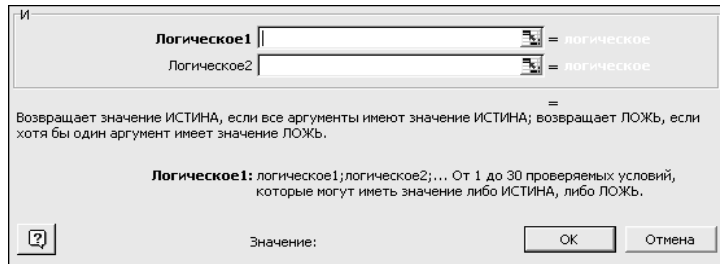 И
Логическое1 = логическое
Логическое2 = логическое
=
Возвращает значение ИСТИНА, если все аргументы имеют значение ИСТИНА; возвращает ЛОЖЬ, если
хотя бы один аргумент имеет значение ЛОЖЬ.
Логическое1: логическое1;логическое2;... От 1 до 30 проверяемых условий,
которые могут иметь значение либо ИСТИНА, либо ЛОЖЬ.
? Значение: ОК Отмена